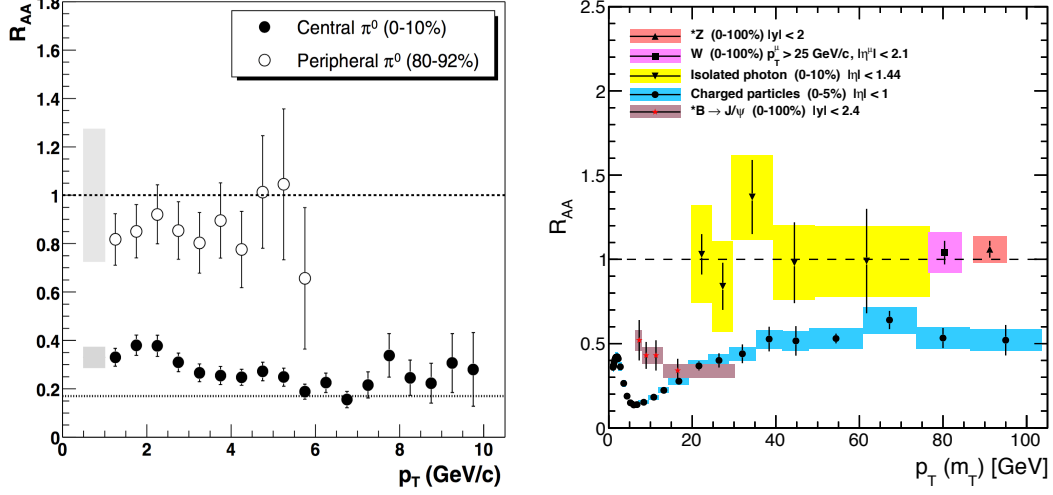 R_AA
1.8
1.6
1.4
1.2
1
0.8
0.6
0.4
0.2
0
Central π⁰ (0-10%)
Peripheral π⁰ (80-92%)
0 2 4 6 8 10
p_T (GeV/c)
R_AA
2.5
2
1.5
1
0.5
0
*Z (0-100%) |y| < 2
W (0-100%) p_T^μ > 25 GeV/c, |η^μ| < 2.1
Isolated photon (0-10%) |η| < 1.44
Charged particles (0-5%) |η| < 1
*B → J/ψ (0-100%) |y| < 2.4
0 20 40 60 80 100
p_T (m_T) [GeV]